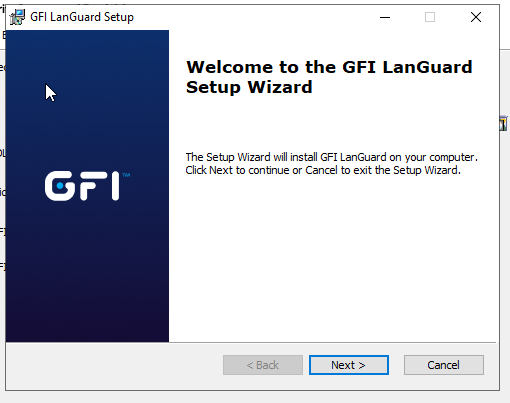 GFI LanGuard Setup
Welcome to the GFI LanGuard
Setup Wizard
The Setup Wizard will install GFI LanGuard on your computer.
Click Next to continue or Cancel to exit the Setup Wizard.
GFI™
< Back
Next >
Cancel